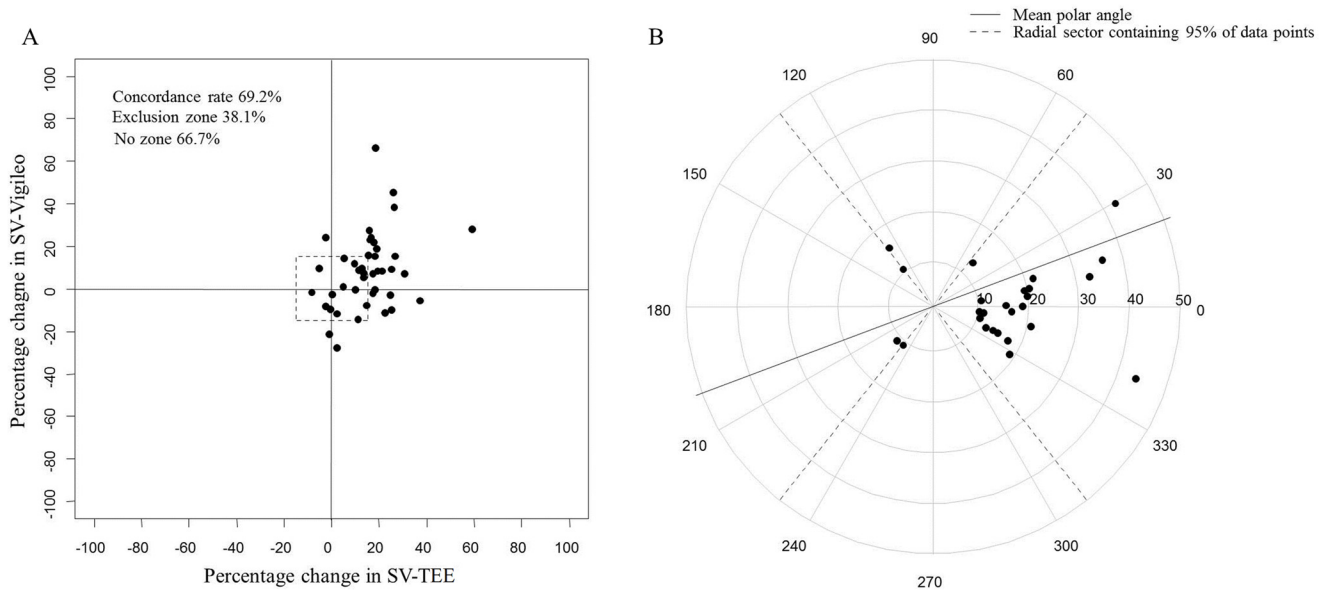 A
Concordance rate 69.2%
Exclusion zone 38.1%
No zone 66.7%
Percentage chagne in SV-Vigileo
100
80
60
40
20
0
-20
-40
-60
-80
-100
-100 -80 -60 -40 -20 0 20 40 60 80 100
Percentage change in SV-TEE
B
Mean polar angle
Radial sector containing 95% of data points
90
120 60
150 30
180 10 20 30 40 50 0
210 330
240 300
270